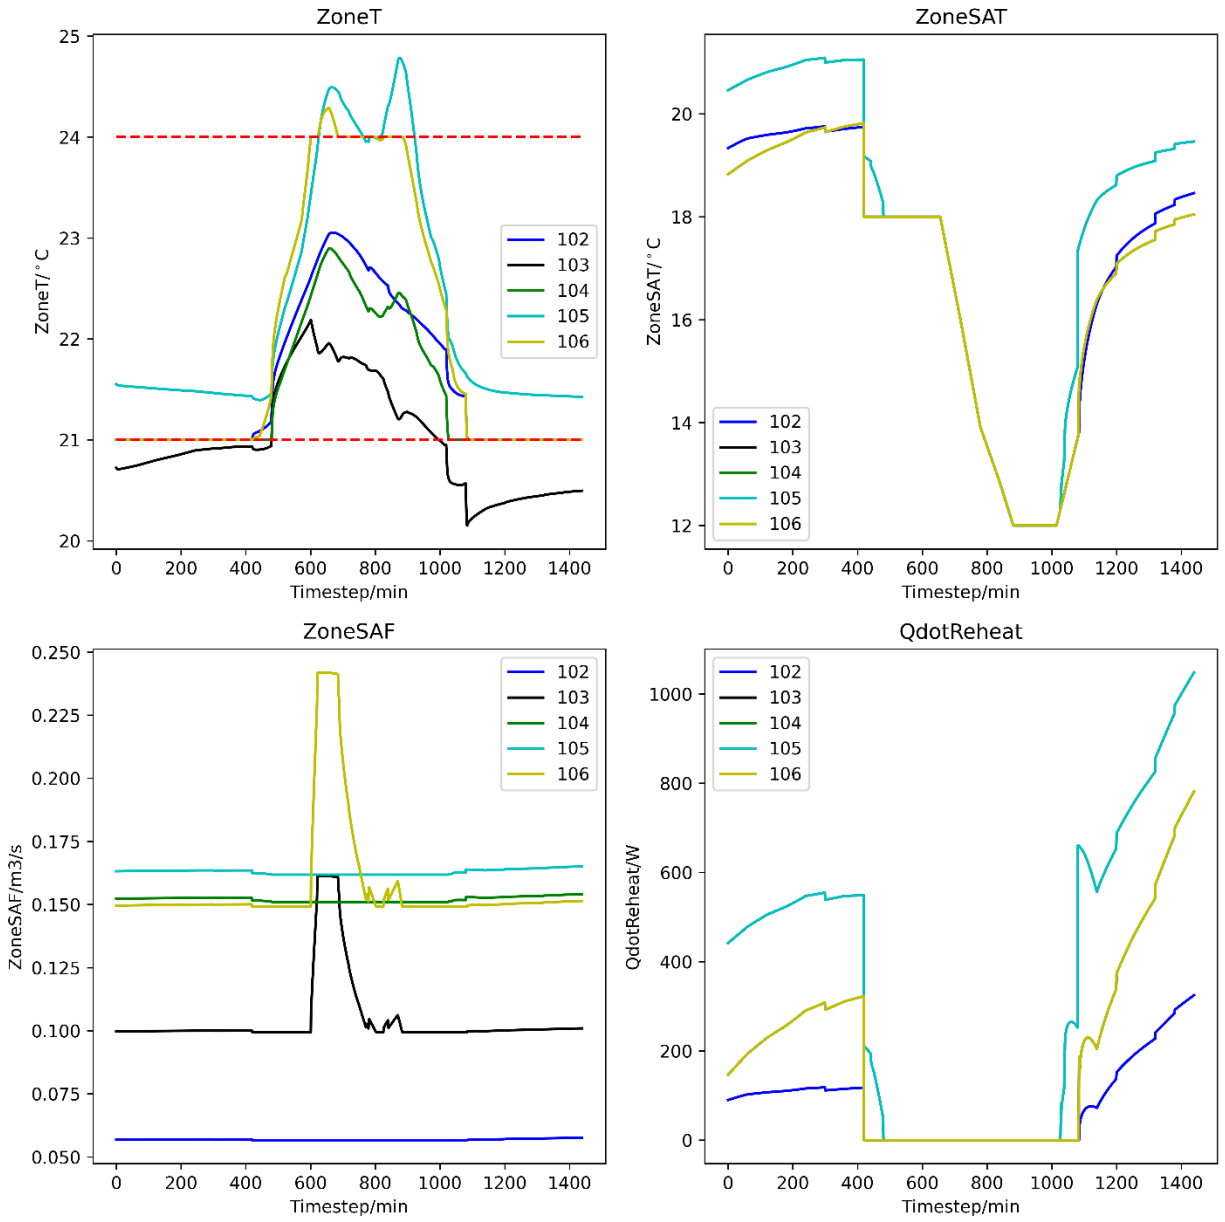 ZoneT
25
24
23
22
21
20
ZoneT/°C
102
103
104
105
106
0 200 400 600 800 1000 1200 1400
Timestep/min
ZoneSAT
20
18
16
14
12
ZoneSAT/°C
102
103
104
105
106
0 200 400 600 800 1000 1200 1400
Timestep/min
ZoneSAF
0.250
0.225
0.200
0.175
0.150
0.125
0.100
0.075
0.050
ZoneSAF/m3/s
102
103
104
105
106
0 200 400 600 800 1000 1200 1400
Timestep/min
QdotReheat
1000
800
600
400
200
0
QdotReheat/W
102
103
104
105
106
0 200 400 600 800 1000 1200 1400
Timestep/min